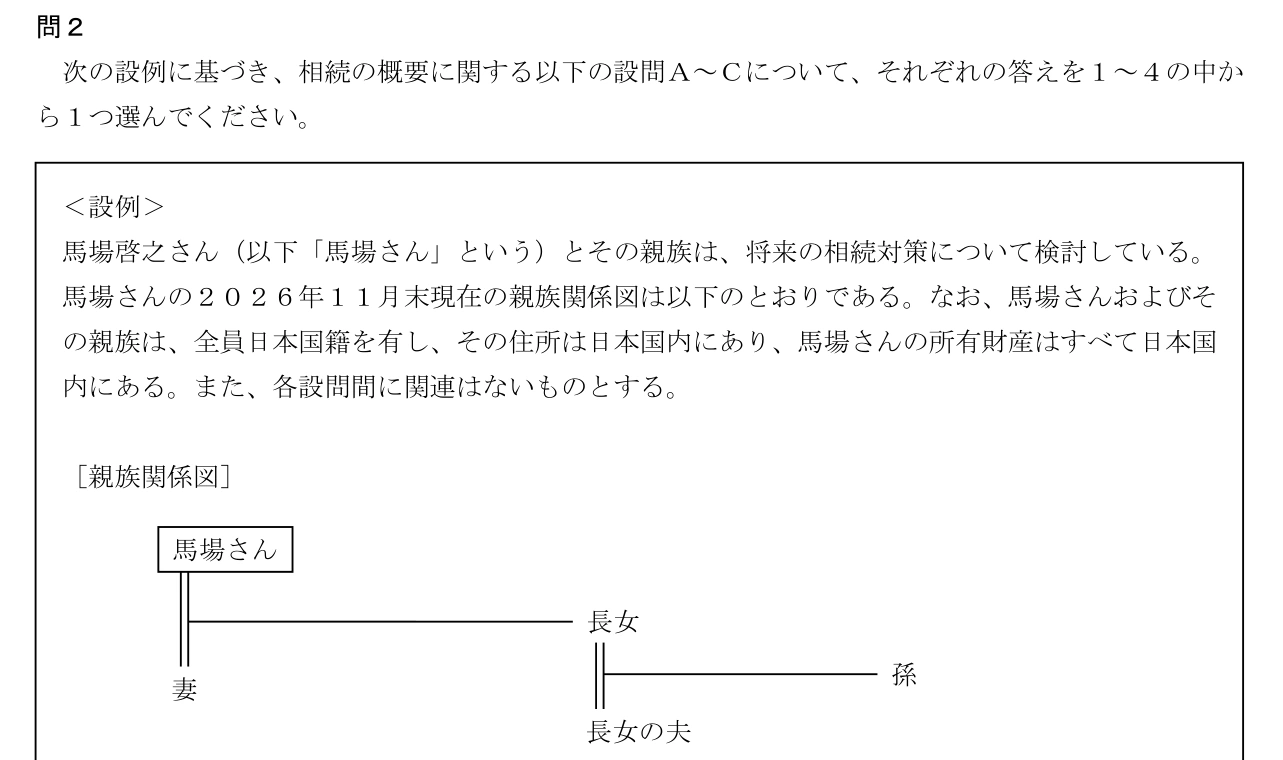 問２
次の設例に基づき、相続の概要に関する以下の設問Ａ～Ｃについて、それぞれの答えを１～４の中か
ら１つ選んでください。
＜設例＞
馬場啓之さん（以下「馬場さん」という）とその親族は、将来の相続対策について検討している。
馬場さんの２０２６年１１月末現在の親族関係図は以下のとおりである。なお、馬場さんおよびそ
の親族は、全員日本国籍を有し、その住所は日本国内にあり、馬場さんの所有財産はすべて日本国
内にある。また、各設問間に関連はないものとする。
［親族関係図］
馬場さん
長女
孫
妻
長女の夫